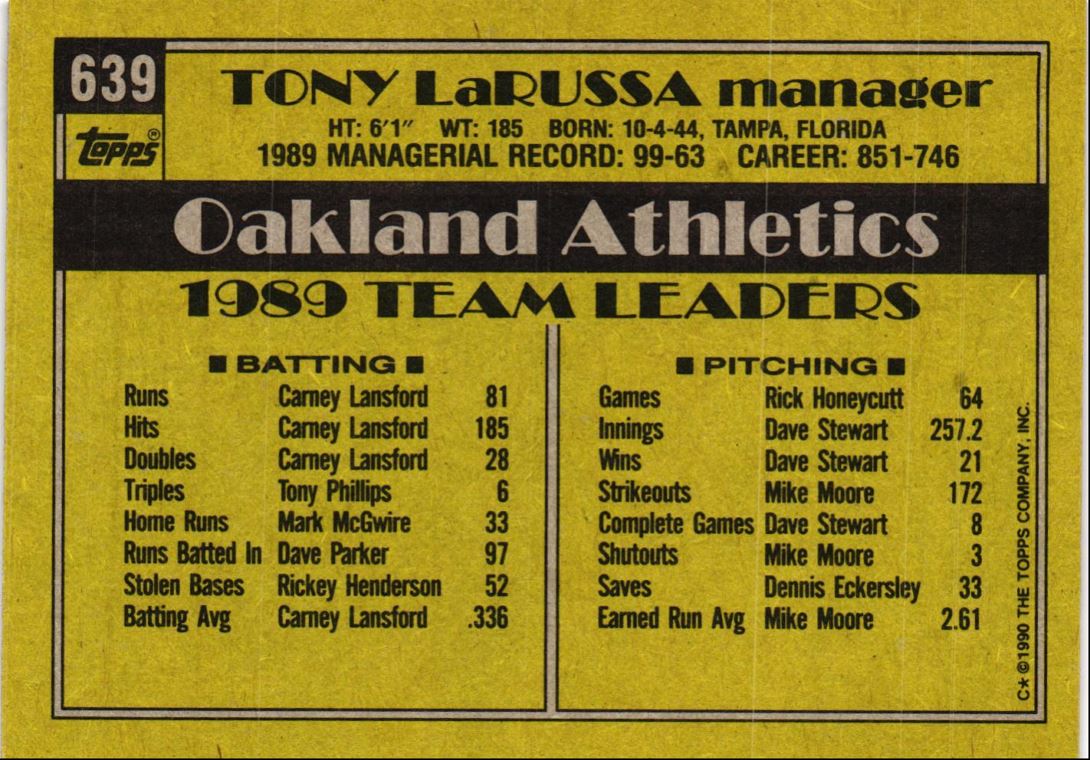 639
TOPPS®
TONY LaRUSSA manager
HT: 6'1" WT: 185 BORN: 10-4-44, TAMPA, FLORIDA
1989 MANAGERIAL RECORD: 99-63 CAREER: 851-746
Oakland Athletics
1989 TEAM LEADERS
■ BATTING ■
Runs Carney Lansford 81
Hits Carney Lansford 185
Doubles Carney Lansford 28
Triples Tony Phillips 6
Home Runs Mark McGwire 33
Runs Batted In Dave Parker 97
Stolen Bases Rickey Henderson 52
Batting Avg Carney Lansford .336
■ PITCHING ■
Games Rick Honeycutt 64
Innings Dave Stewart 257.2
Wins Dave Stewart 21
Strikeouts Mike Moore 172
Complete Games Dave Stewart 8
Shutouts Mike Moore 3
Saves Dennis Eckersley 33
Earned Run Avg Mike Moore 2.61
C★ © 1990 THE TOPPS COMPANY, INC.